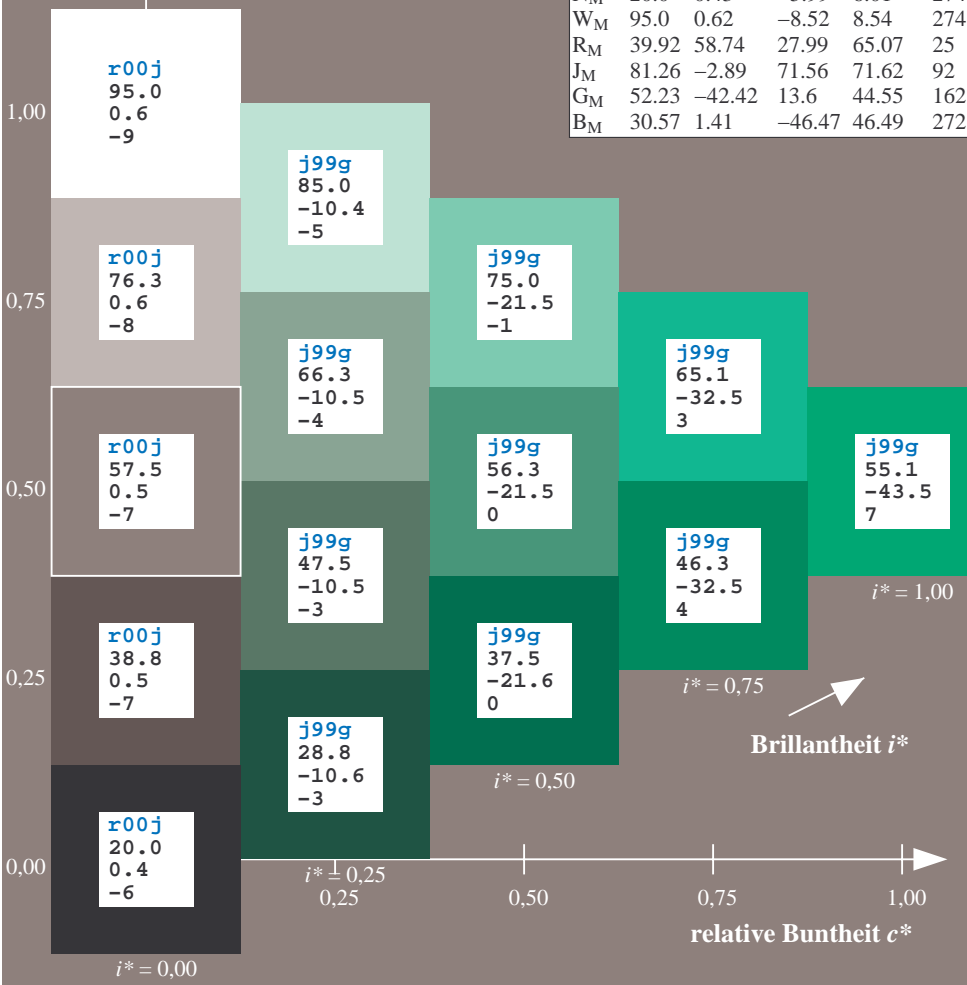 W_M 95.0 0.62 −8.52 8.54 274
R_M 39.92 58.74 27.99 65.07 25
J_M 81.26 −2.89 71.56 71.62 92
G_M 52.23 −42.42 13.6 44.55 162
B_M 30.57 1.41 −46.47 46.49 272
r00j
95.0
0.6
−9
1,00
j99g
85.0
−10.4
−5
r00j
76.3
0.6
−8
j99g
75.0
−21.5
−1
0,75
j99g
66.3
−10.5
−4
j99g
65.1
−32.5
3
r00j
57.5
0.5
−7
j99g
56.3
−21.5
0
j99g
55.1
−43.5
7
0,50
j99g
47.5
−10.5
−3
j99g
46.3
−32.5
4
i* = 1,00
r00j
38.8
0.5
−7
j99g
37.5
−21.6
0
0,25
i* = 0,75
j99g
28.8
−10.6
−3
Brillantheit i*
i* = 0,50
r00j
20.0
0.4
−6
0,00
i* = 0,25
0,25 0,50 0,75 1,00
relative Buntheit c*
i* = 0,00